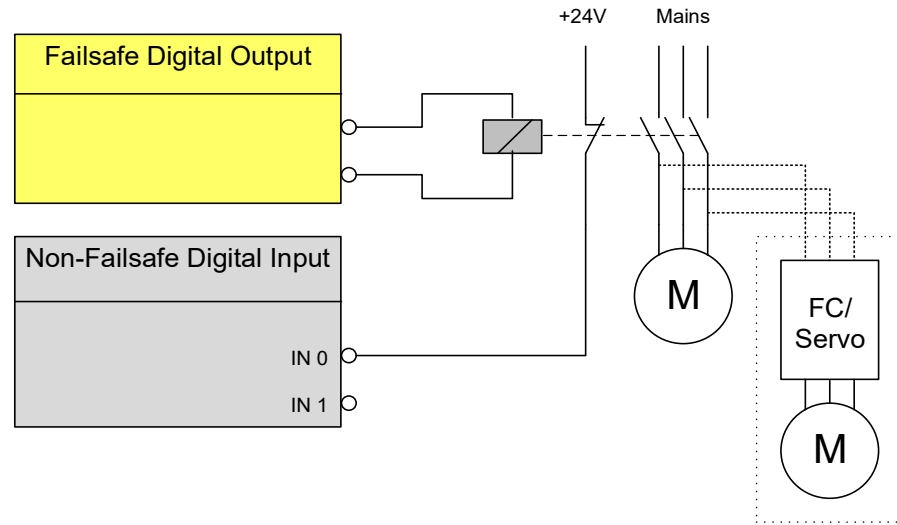 +24V Mains
Failsafe Digital Output
Non-Failsafe Digital Input
IN 0
IN 1
M
FC/
Servo
M